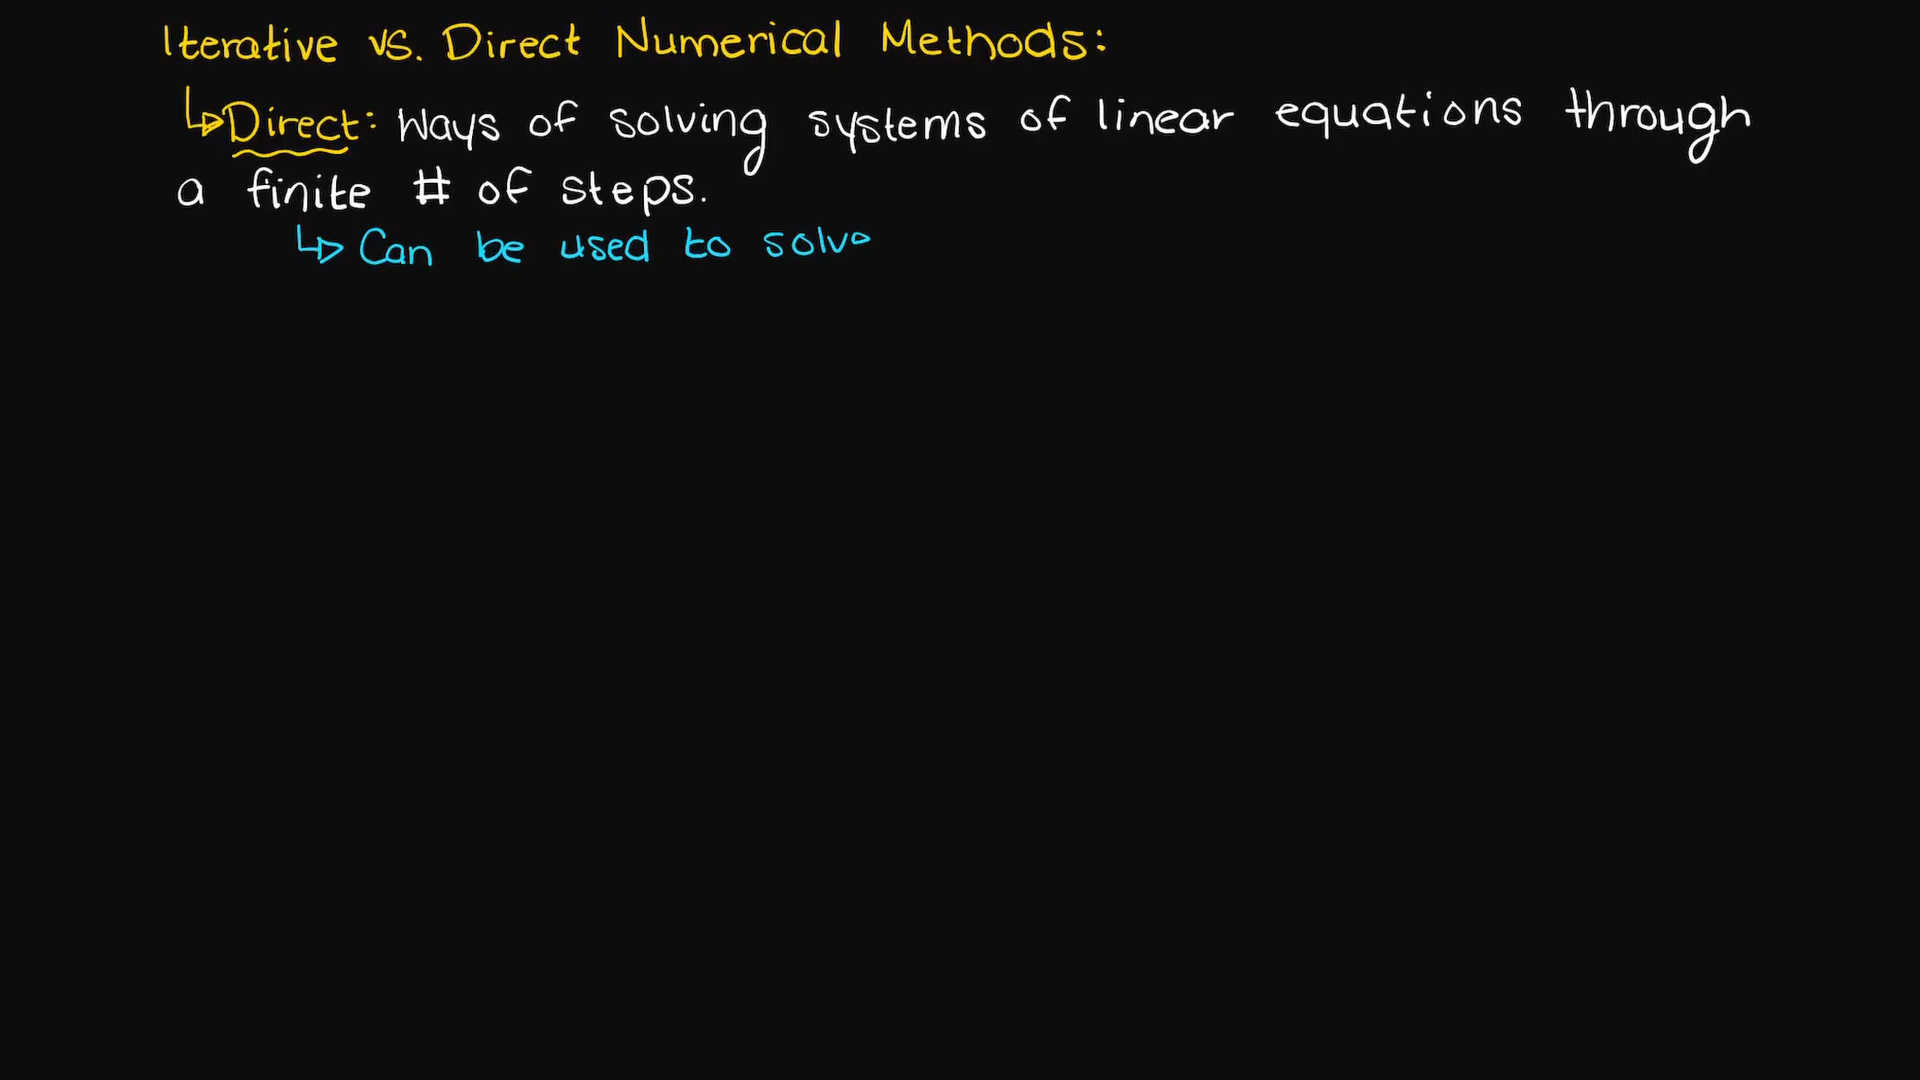 Iterative vs. Direct Numerical Methods:
↳ Direct: Ways of solving systems of linear equations through
a finite # of steps.
↳ Can be used to solve